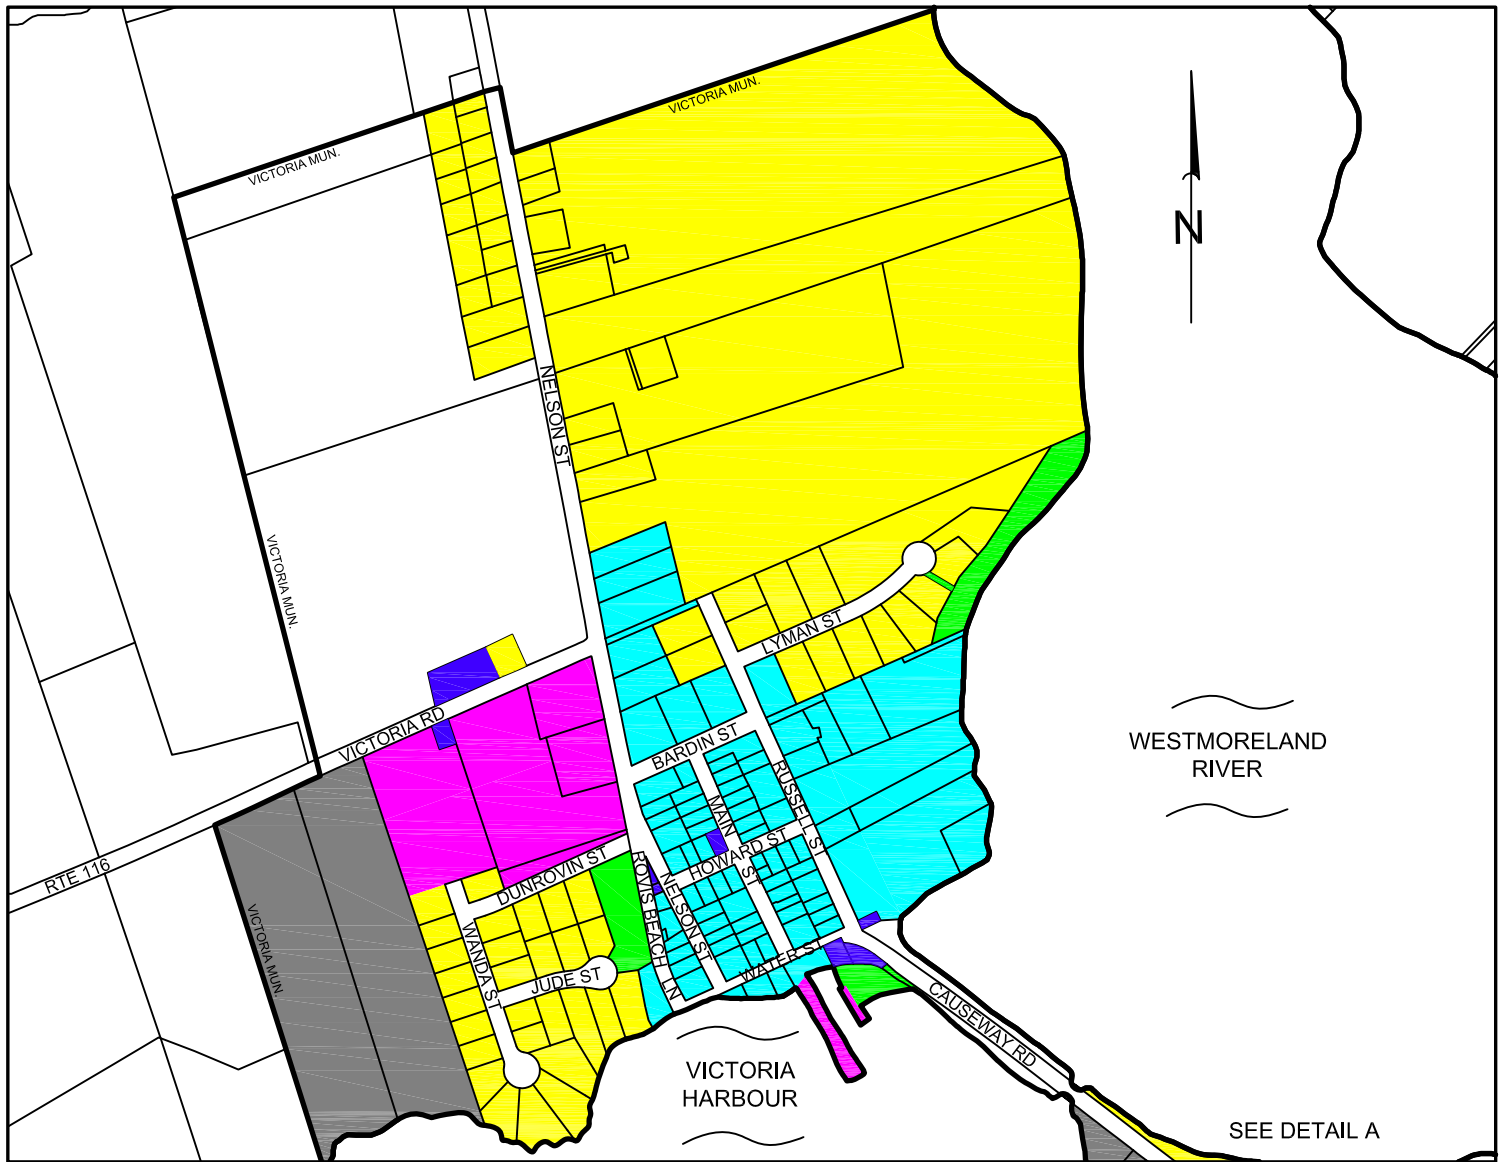 VICTORIA MUN.
VICTORIA MUN.
N
NELSON ST
VICTORIA MUN.
LYMAN ST
VICTORIA RD
BARDIN ST
WESTMORELAND
RIVER
RUSSELL ST
MAIN ST
HOWARD ST
RTE 116
DUNROVIN ST
ROVIS BEACH LN
NELSON ST
VICTORIA MUN.
WANDA ST
JUDE ST
WATER ST
CAUSEWAY RD
VICTORIA
HARBOUR
SEE DETAIL A